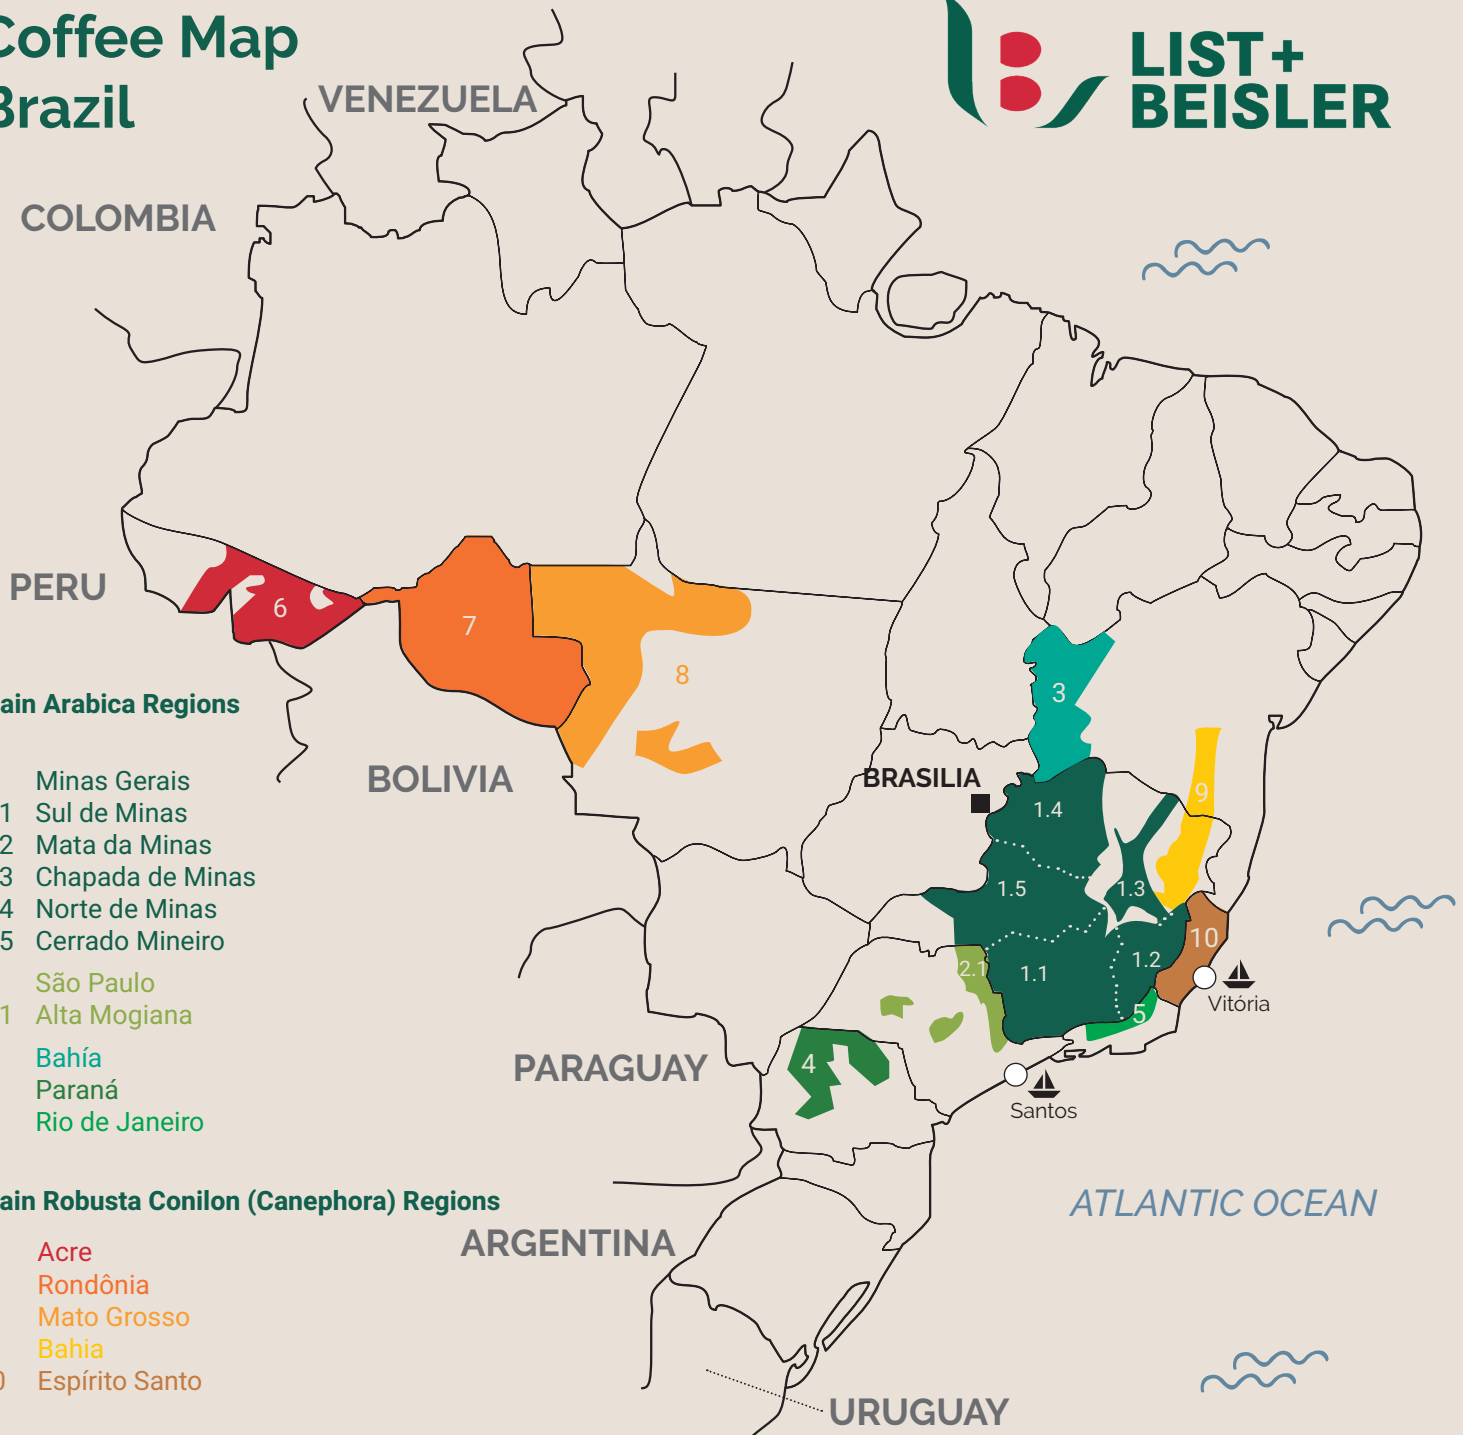 Coffee Map
Brazil
LIST+
BEISLER
VENEZUELA
COLOMBIA
PERU
6
7
8
3
ain Arabica Regions
BOLIVIA
BRASILIA
9
1.4
1.5
1.3
10
2.1
1.1
1.2
Vitória
5
Minas Gerais
1 Sul de Minas
2 Mata da Minas
3 Chapada de Minas
4 Norte de Minas
5 Cerrado Mineiro
São Paulo
1 Alta Mogiana
Bahía
Paraná
Rio de Janeiro
PARAGUAY
4
Santos
ain Robusta Conilon (Canephora) Regions
ATLANTIC OCEAN
ARGENTINA
Acre
Rondônia
Mato Grosso
Bahia
0 Espírito Santo
URUGUAY